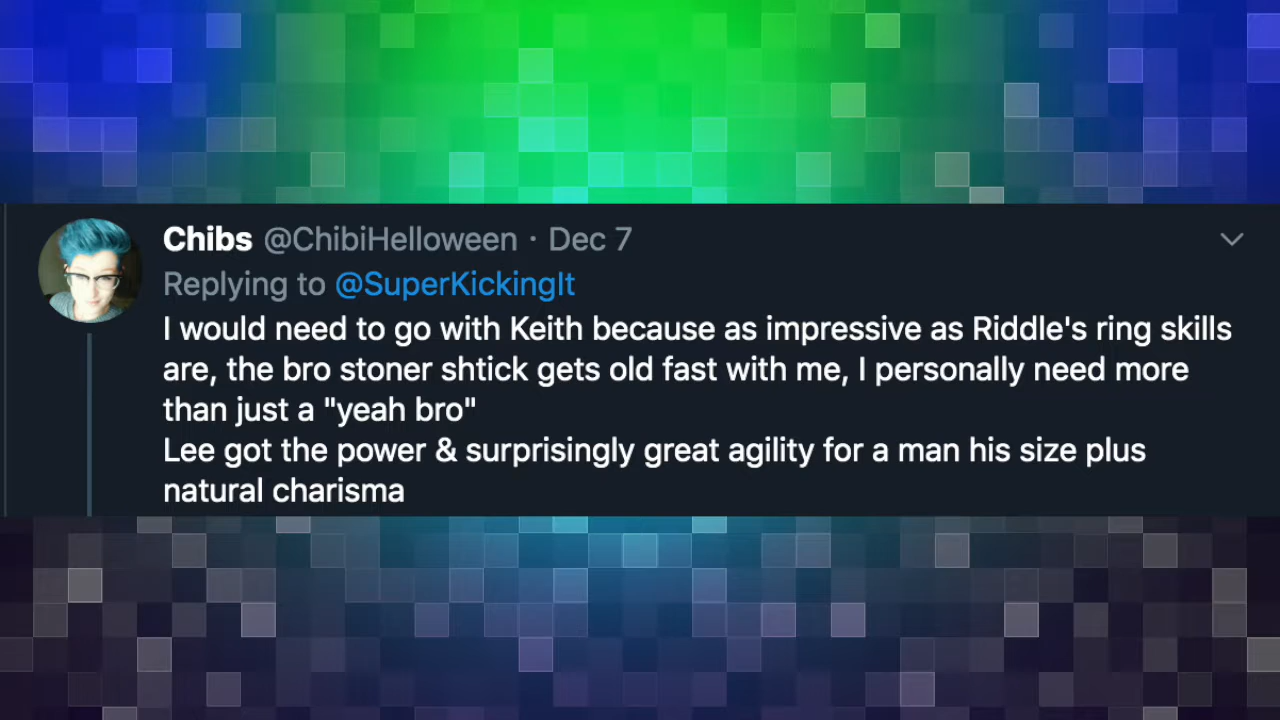 Chibs @ChibiHelloween · Dec 7
Replying to @SuperKickingIt
I would need to go with Keith because as impressive as Riddle's ring skills
are, the bro stoner shtick gets old fast with me, I personally need more
than just a "yeah bro"
Lee got the power & surprisingly great agility for a man his size plus
natural charisma